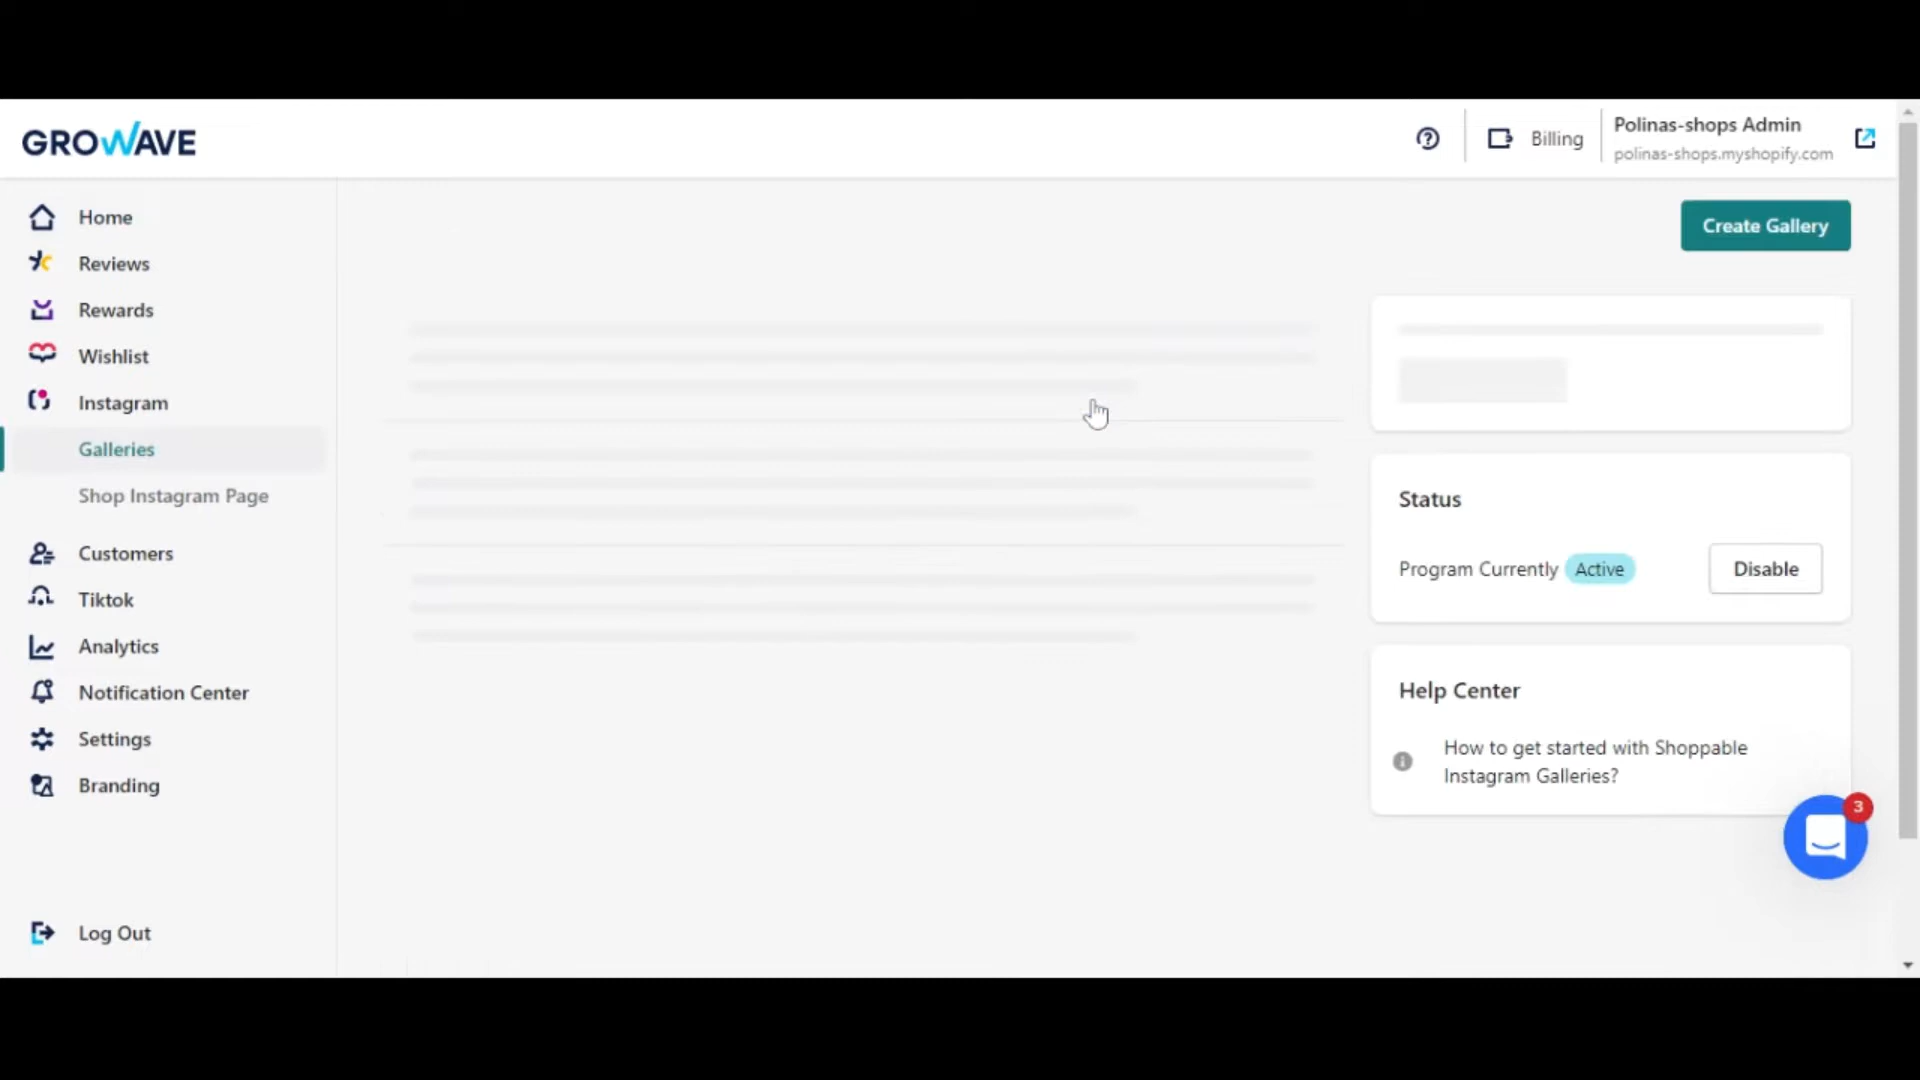 GROWAVE
Billing
Polinas-shops Admin
polinas-shops.myshopify.com
Home
Reviews
Rewards
Wishlist
Instagram
Galleries
Shop Instagram Page
Customers
Tiktok
Analytics
Notification Center
Settings
Branding
Log Out
Create Gallery
Status
Program Currently Active
Disable
Help Center
How to get started with Shoppable
Instagram Galleries?
3